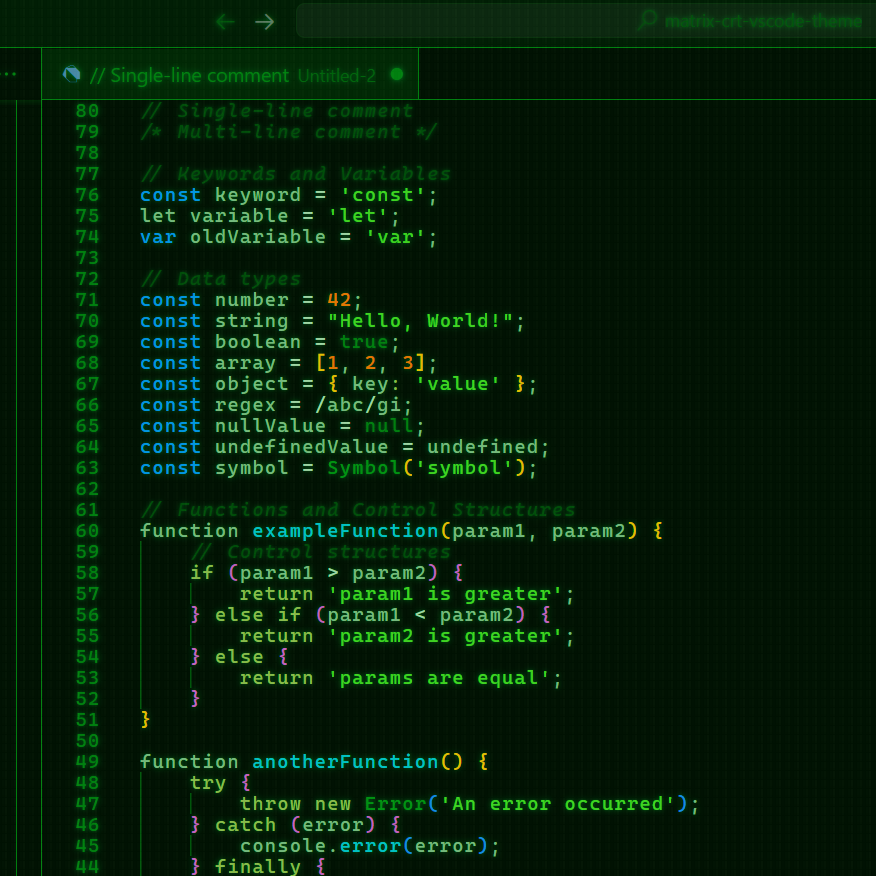 matrix-crt-vscode-theme
// Single-line comment Untitled-2
80 // Single-line comment
79 /* Multi-line comment */
78
77 // Keywords and Variables
76 const keyword = 'const';
75 let variable = 'let';
74 var oldVariable = 'var';
73
72 // Data types
71 const number = 42;
70 const string = "Hello, World!";
69 const boolean = true;
68 const array = [1, 2, 3];
67 const object = { key: 'value' };
66 const regex = /abc/gi;
65 const nullValue = null;
64 const undefinedValue = undefined;
63 const symbol = Symbol('symbol');
62
61 // Functions and Control Structures
60 function exampleFunction(param1, param2) {
59 // Control structures
58 if (param1 > param2) {
57 return 'param1 is greater';
56 } else if (param1 < param2) {
55 return 'param2 is greater';
54 } else {
53 return 'params are equal';
52 }
51 }
50
49 function anotherFunction() {
48 try {
47 throw new Error('An error occurred');
46 } catch (error) {
45 console.error(error);
44 } finally {